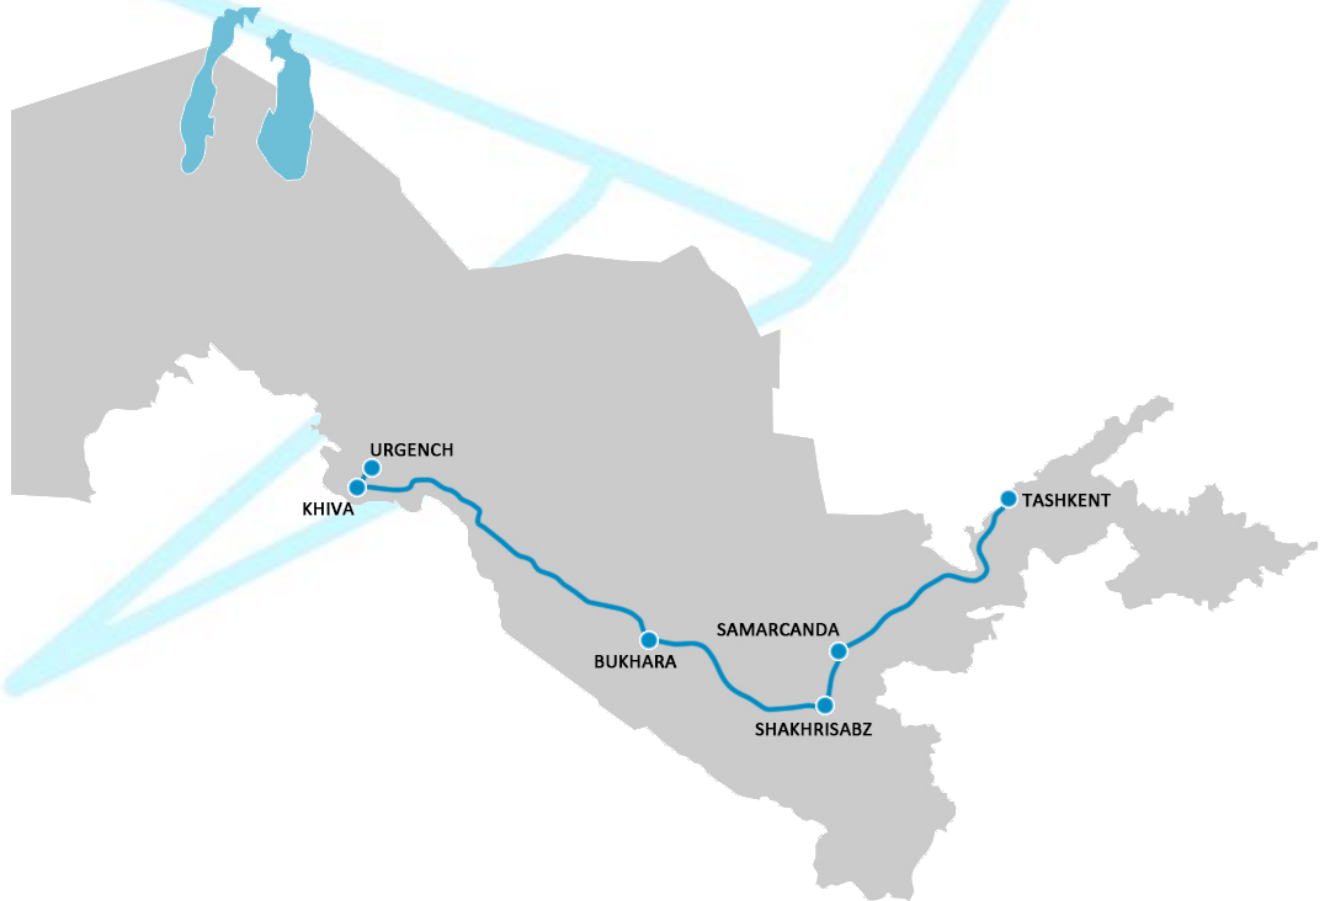 URGENCH
KHIVA
TASHKENT
SAMARCANDA
BUKHARA
SHAKHRISABZ